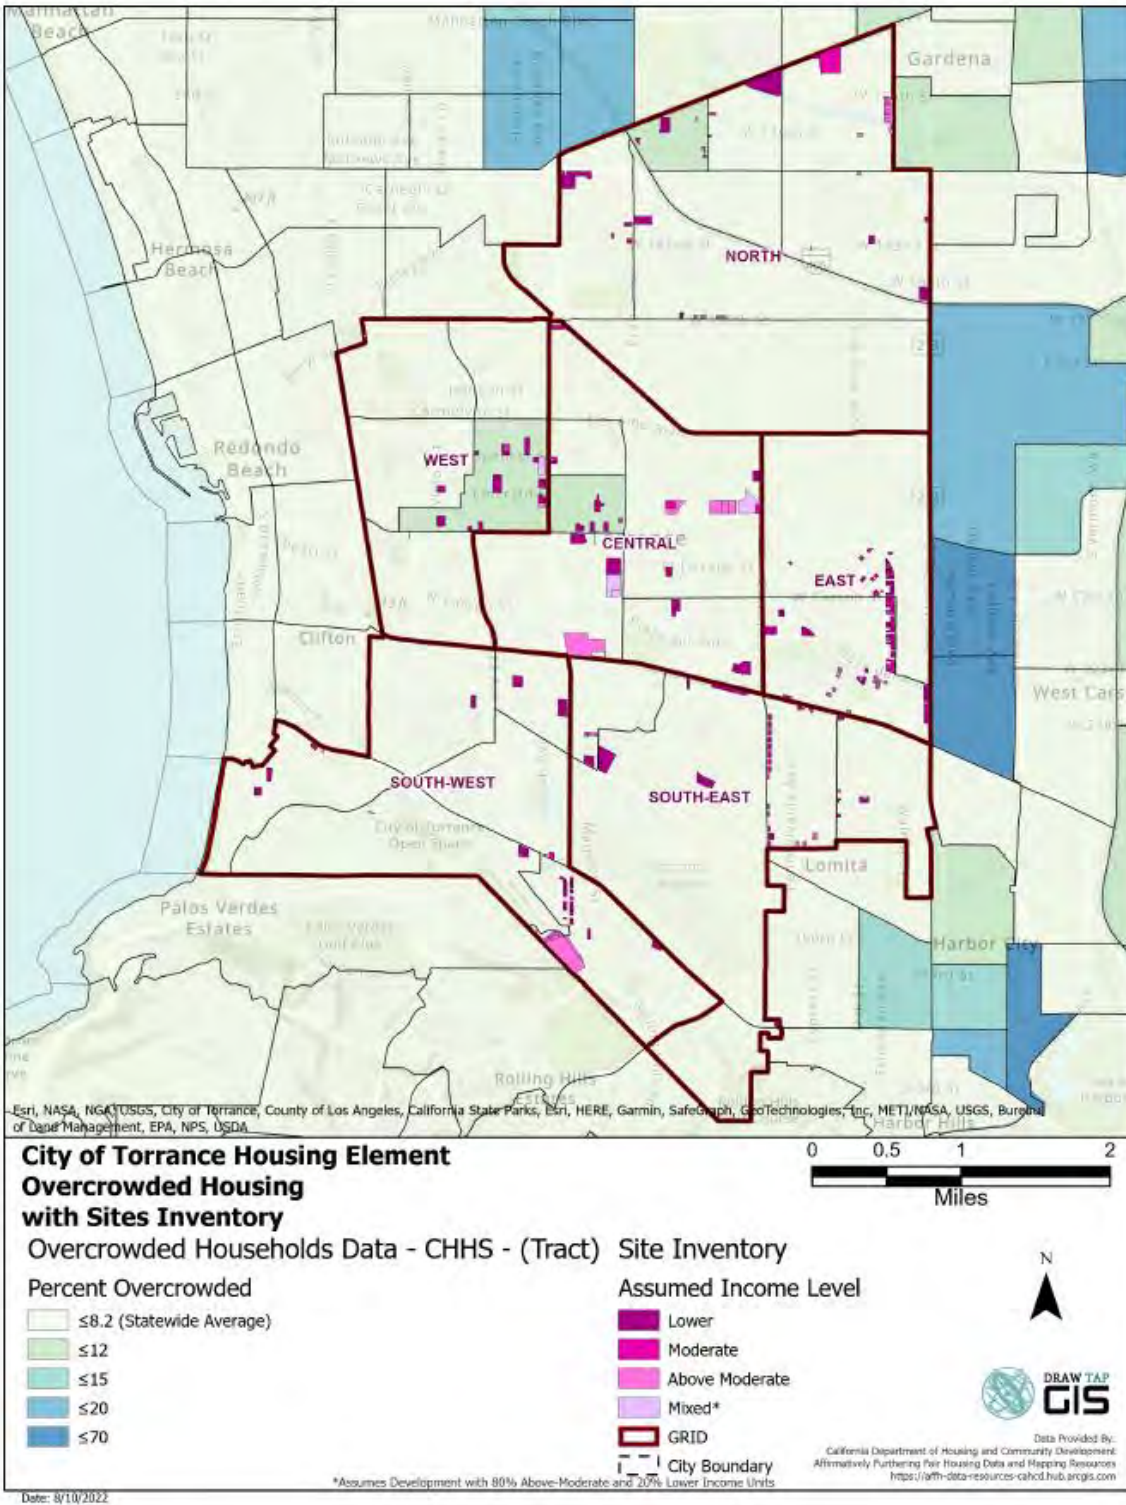 Manhattan
Beach
Gardena
Hermosa
Beach
NORTH
Redondo
Beach
WEST
CENTRAL
EAST
Clifton
West Cars
SOUTH-WEST
SOUTH-EAST
City of Torrance
Lomita
Palos Verdes
Estates
Harbor City
Rolling Hills
Estates
Harbor Hills
Esri, NASA, NGA, USGS, City of Torrance, County of Los Angeles, California State Parks, Esri, HERE, Garmin, SafeGraph, GeoTechnologies, Inc, METI/NASA, USGS, Bureau
of Land Management, EPA, NPS, USDA
City of Torrance Housing Element
Overcrowded Housing
with Sites Inventory
0 0.5 1 2
Miles
Overcrowded Households Data - CHHS - (Tract)
Percent Overcrowded
≤8.2 (Statewide Average)
≤12
≤15
≤20
≤70
Site Inventory
Assumed Income Level
Lower
Moderate
Above Moderate
Mixed*
GRID
City Boundary
N
DRAW TAP
GIS
Data Provided By:
California Department of Housing and Community Development
Affirmatively Furthering Fair Housing Data and Mapping Resources
https://affh-data-resources-cahcd.hub.arcgis.com
*Assumes Development with 80% Above-Moderate and 20% Lower Income Units
Date: 8/10/2022